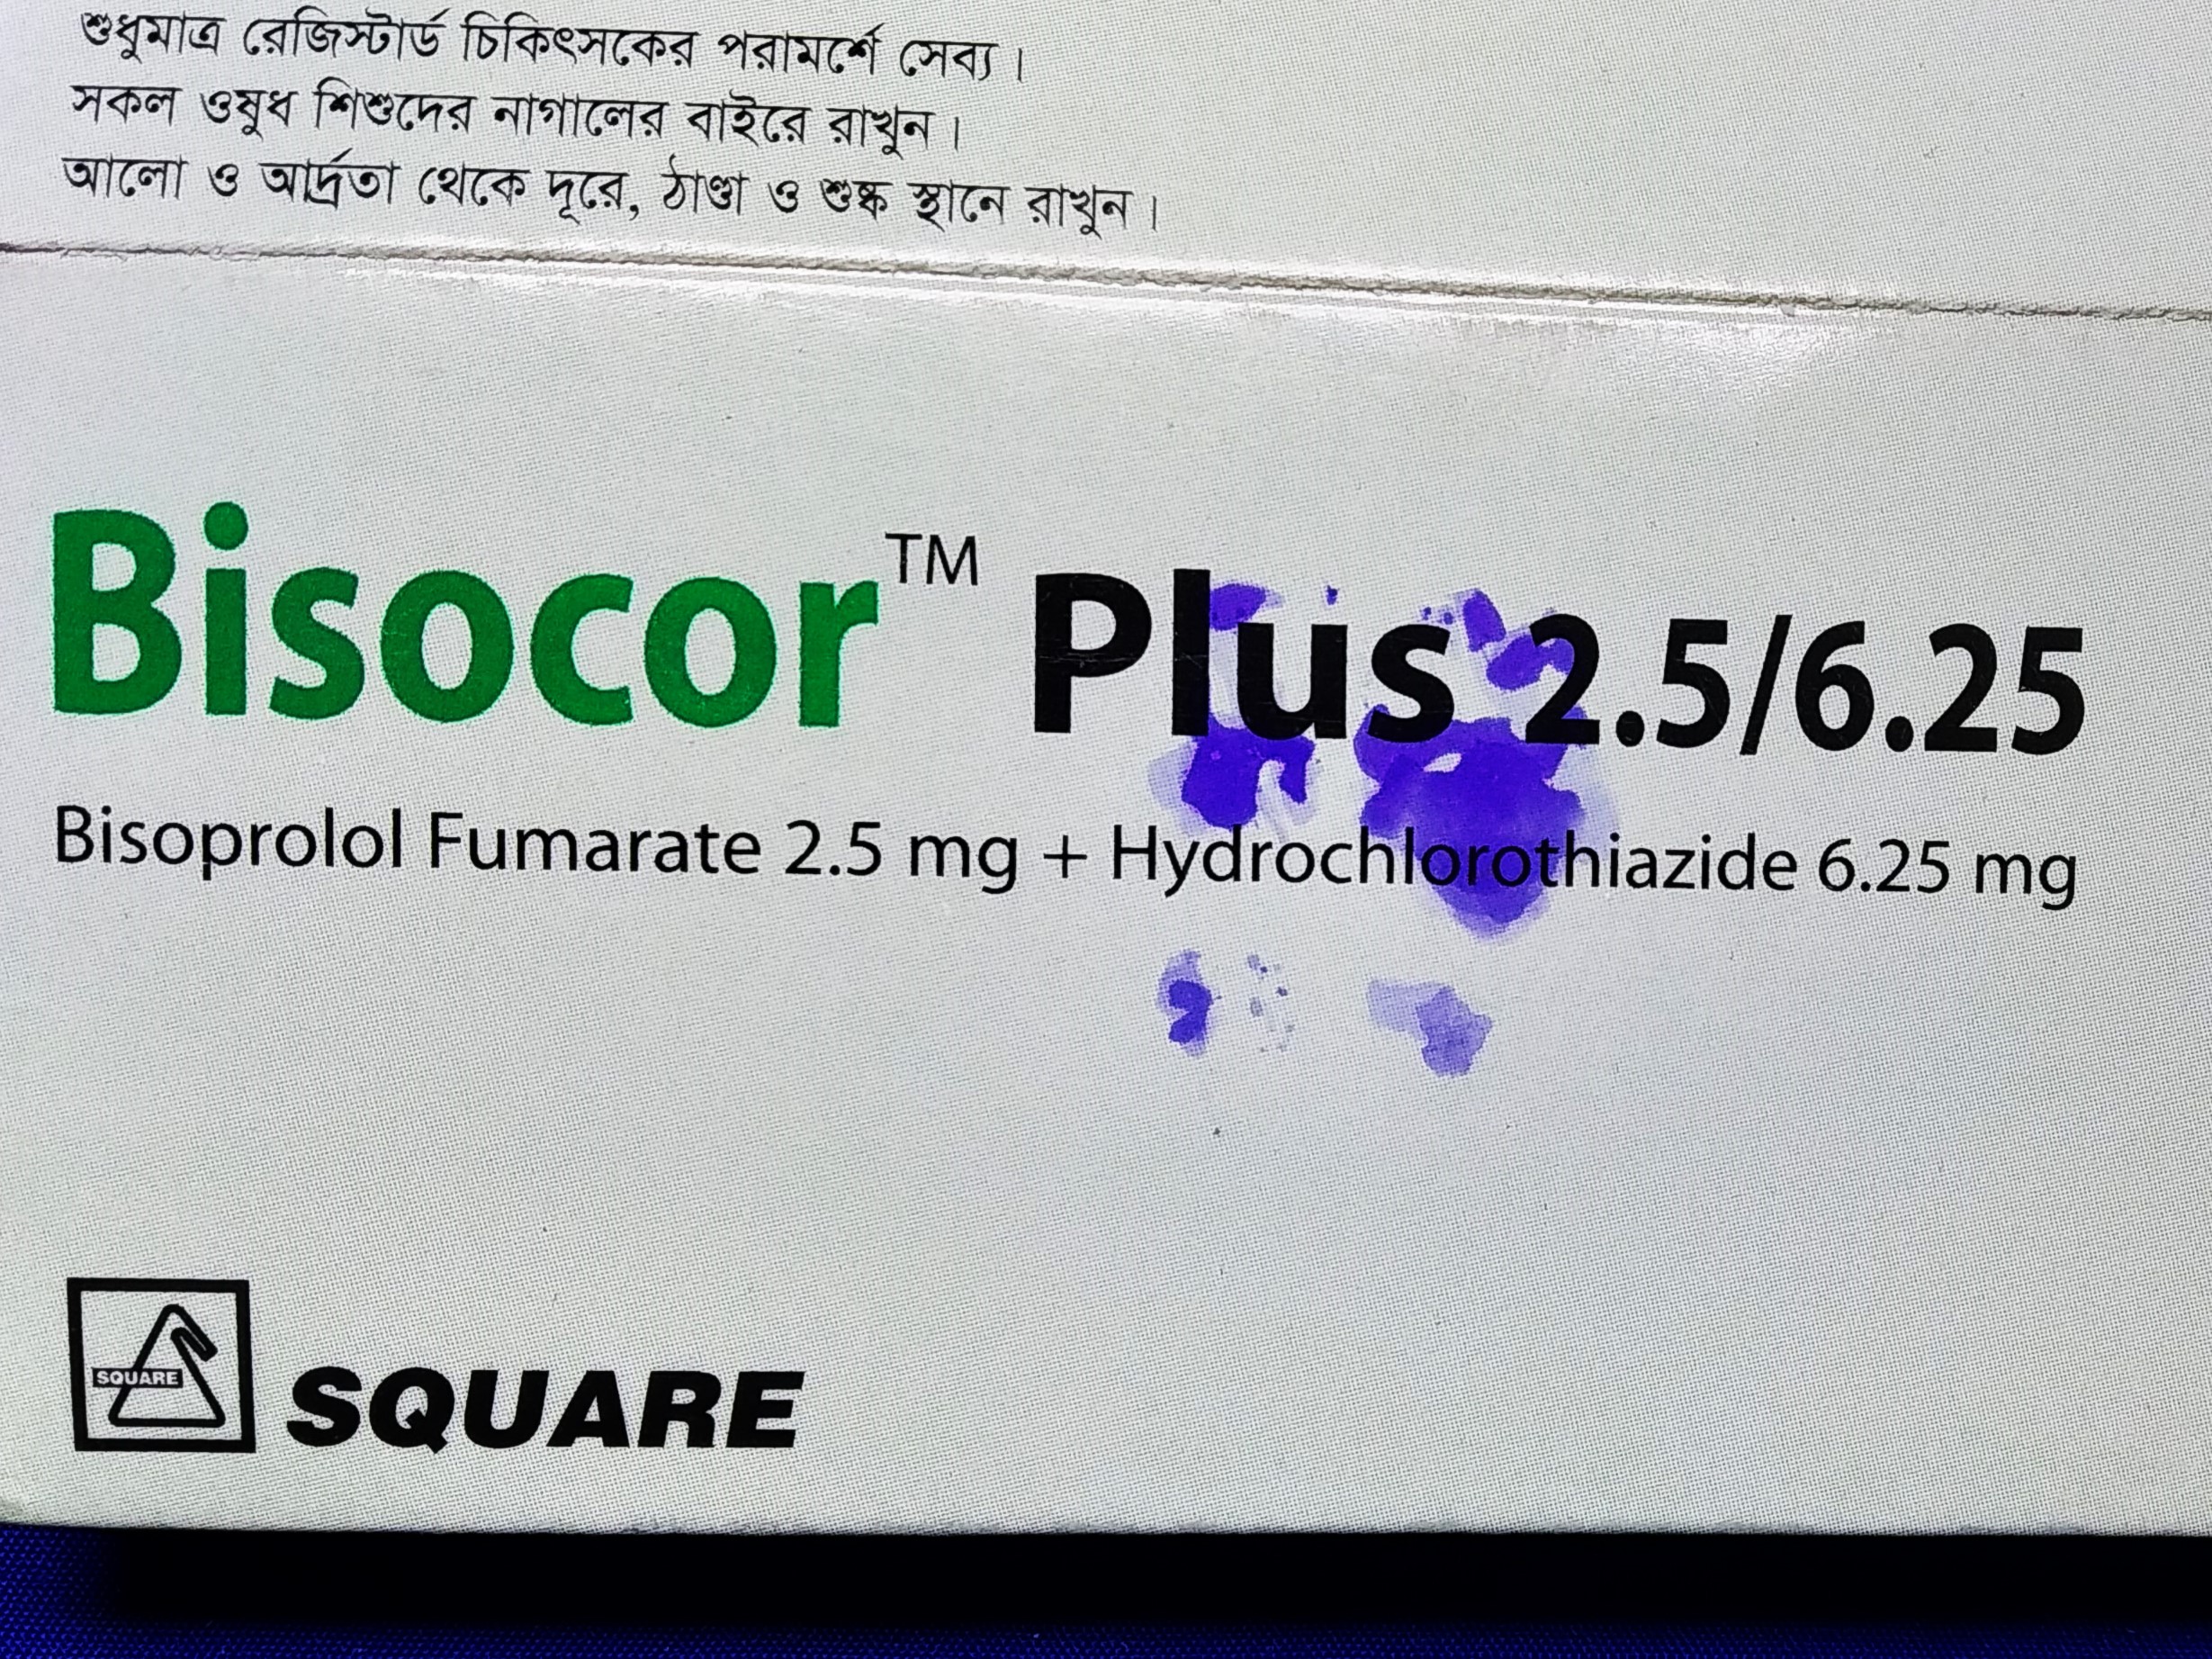 শুধুমাত্র রেজিস্টার্ড চিকিৎসকের পরামর্শে সেব্য।
সকল ওষুধ শিশুদের নাগালের বাইরে রাখুন।
আলো ও আর্দ্রতা থেকে দূরে, ঠাণ্ডা ও শুষ্ক স্থানে রাখুন।
Bisocor™ Plus 2.5/6.25
Bisoprolol Fumarate 2.5 mg + Hydrochlorothiazide 6.25 mg
SQUARE
SQUARE